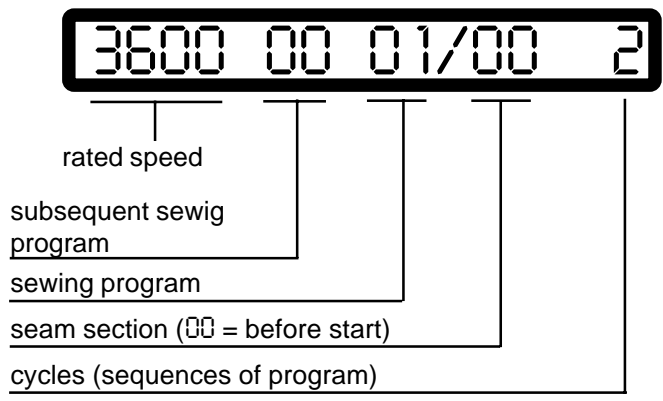 3600 00 01/00 2
rated speed
subsequent sewig
program
sewing program
seam section (00 = before start)
cycles (sequences of program)